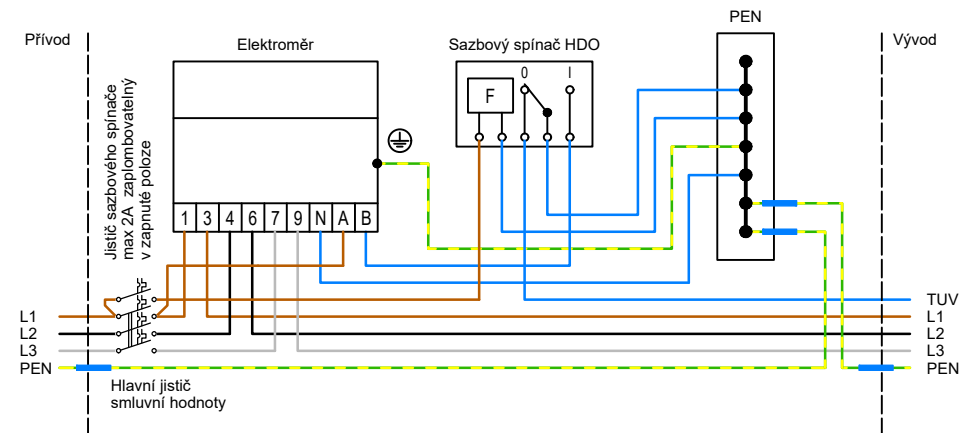 PEN
Přívod
Elektroměr
Sazbový spínač HDO
Vývod
Jistič sazbového spínače
max 2A zaplombovatelný
v zapnuté poloze
F
0
I
1 3 4 6 7 9 N A B
TUV
L1
L1
L2
L2
L3
L3
PEN
PEN
Hlavní jistič
smluvní hodnoty